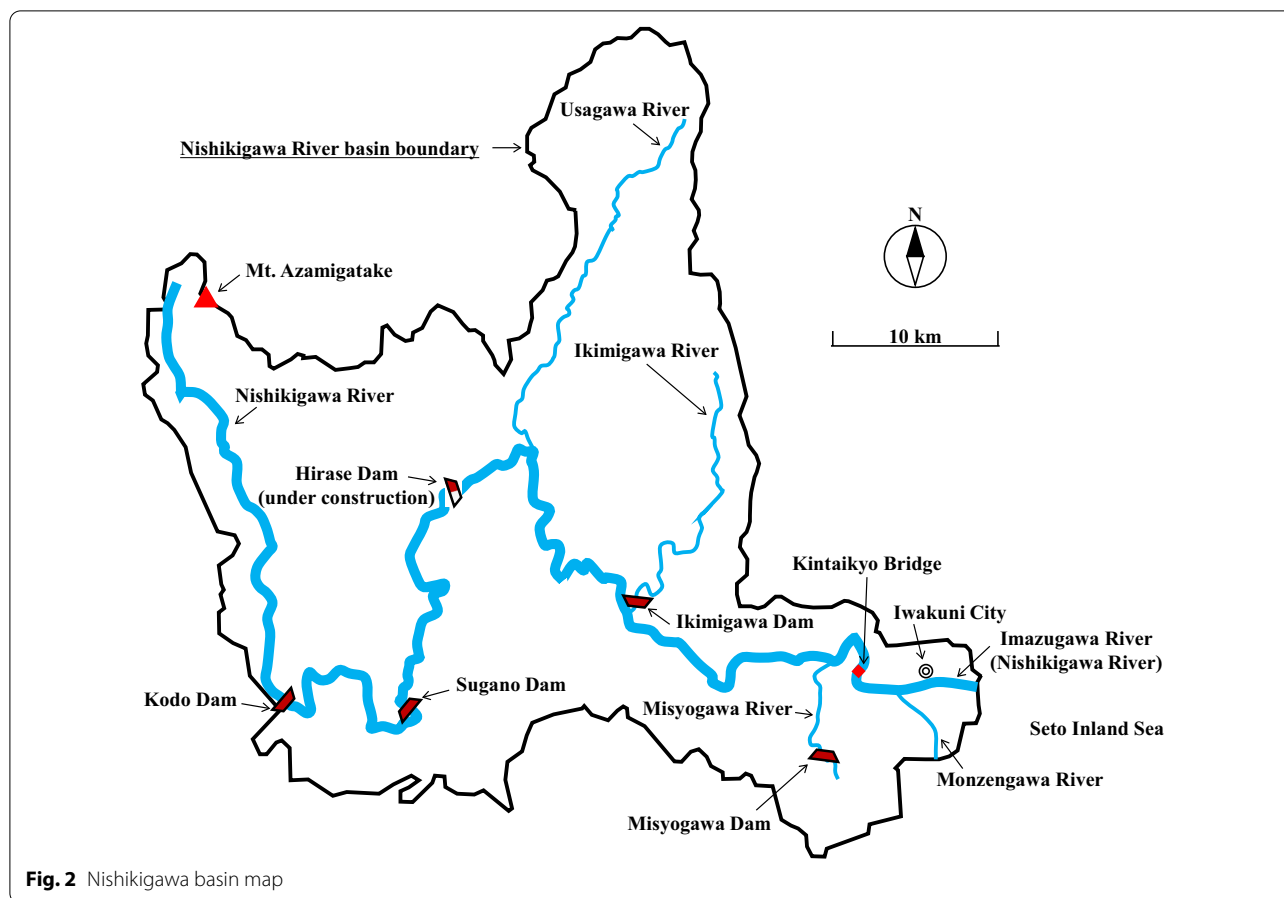 Usagawa River
Nishikigawa River basin boundary
N
Mt. Azamigatake
10 km
Ikimigawa River
Nishikigawa River
Hirase Dam
(under construction)
Kintaikyo Bridge
Iwakuni City
Ikimigawa Dam
Imazugawa River
(Nishikigawa River)
Sugano Dam
Kodo Dam
Misyogawa River
Seto Inland Sea
Monzengawa River
Misyogawa Dam
Fig. 2 Nishikigawa basin map